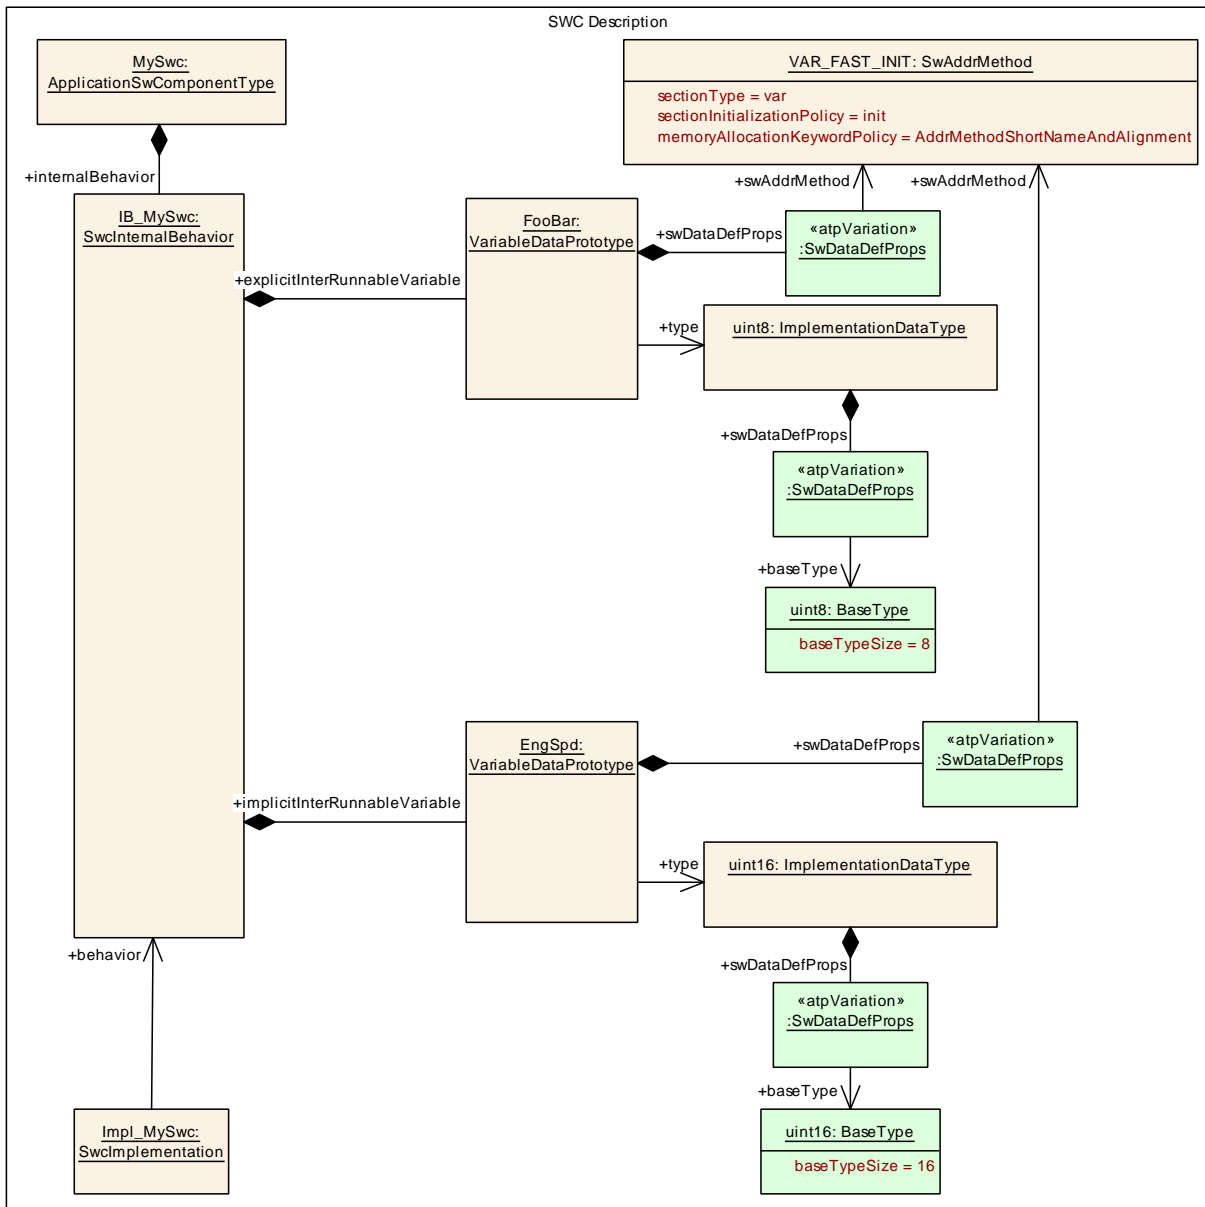 SWC Description
MySwc:
ApplicationSwComponentType
VAR_FAST_INIT: SwAddrMethod
sectionType = var
sectionInitializationPolicy = init
memoryAllocationKeywordPolicy = AddrMethodShortNameAndAlignment
+internalBehavior
+swAddrMethod
+swAddrMethod
IB_MySwc:
SwcInternalBehavior
FooBar:
VariableDataPrototype
+swDataDefProps
«atpVariation»
:SwDataDefProps
+explicitInterRunnableVariable
+type
uint8: ImplementationDataType
+swDataDefProps
«atpVariation»
:SwDataDefProps
+baseType
uint8: BaseType
baseTypeSize = 8
EngSpd:
VariableDataPrototype
+swDataDefProps
«atpVariation»
:SwDataDefProps
+implicitInterRunnableVariable
+type
uint16: ImplementationDataType
+behavior
+swDataDefProps
«atpVariation»
:SwDataDefProps
+baseType
Impl_MySwc:
SwcImplementation
uint16: BaseType
baseTypeSize = 16